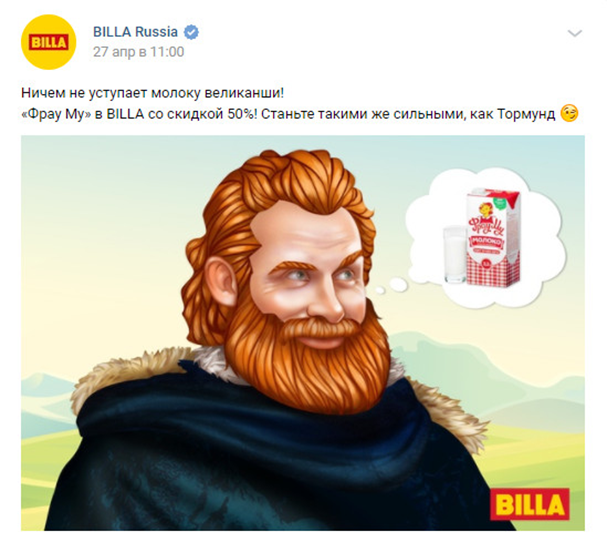 BILLA
BILLA Russia
27 апр в 11:00
Ничем не уступает молоку великанши!
«Фрау Му» в BILLA со скидкой 50%! Станьте такими же сильными, как Тормунд
Фрау Му
МОЛОКО
BILLA